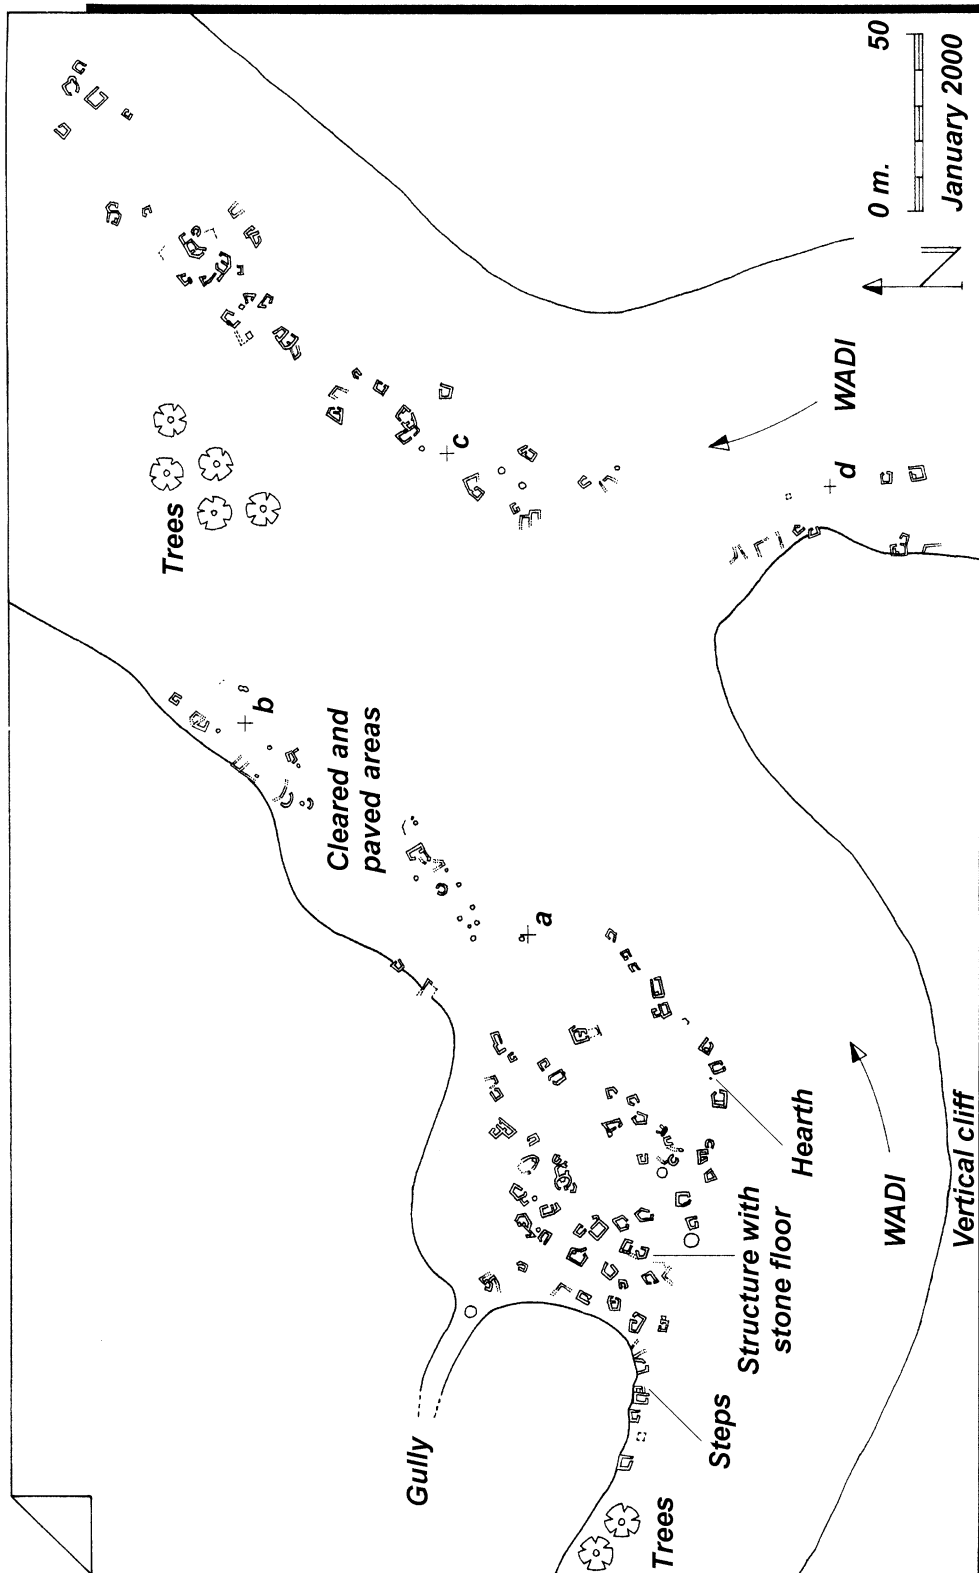 Trees
b
Cleared and
paved areas
c
a
d
WADI
0 m. 50
January 2000
N
Gully
Trees
Steps
Structure with
stone floor
Hearth
WADI
Vertical cliff